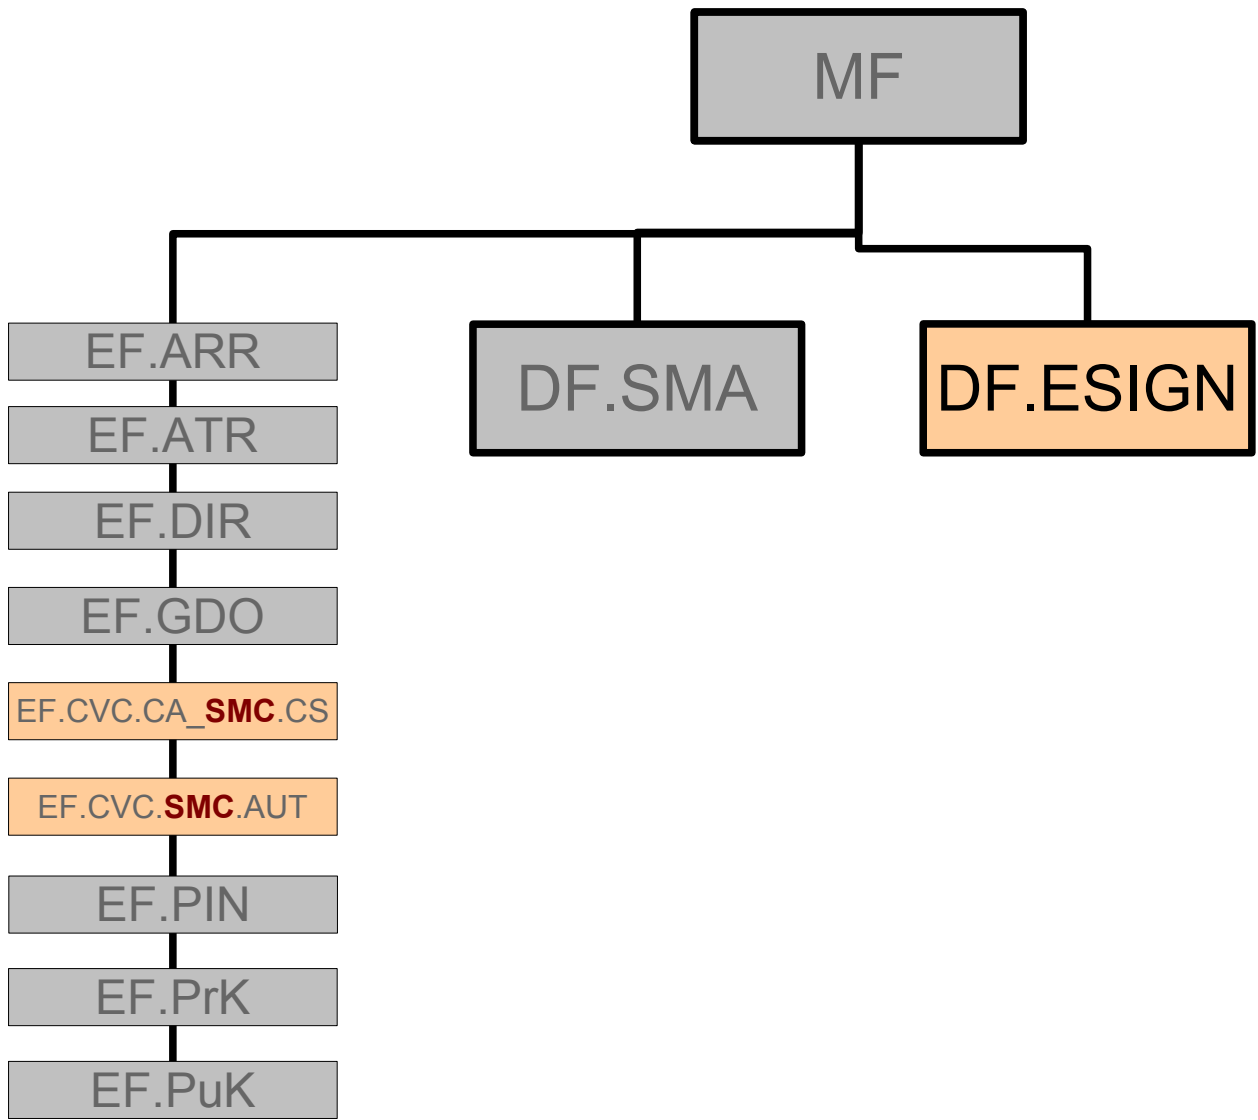 MF
EF.ARR
DF.SMA
DF.ESIGN
EF.ATR
EF.DIR
EF.GDO
EF.CVC.CA_SMC.CS
EF.CVC.SMC.AUT
EF.PIN
EF.PrK
EF.PuK